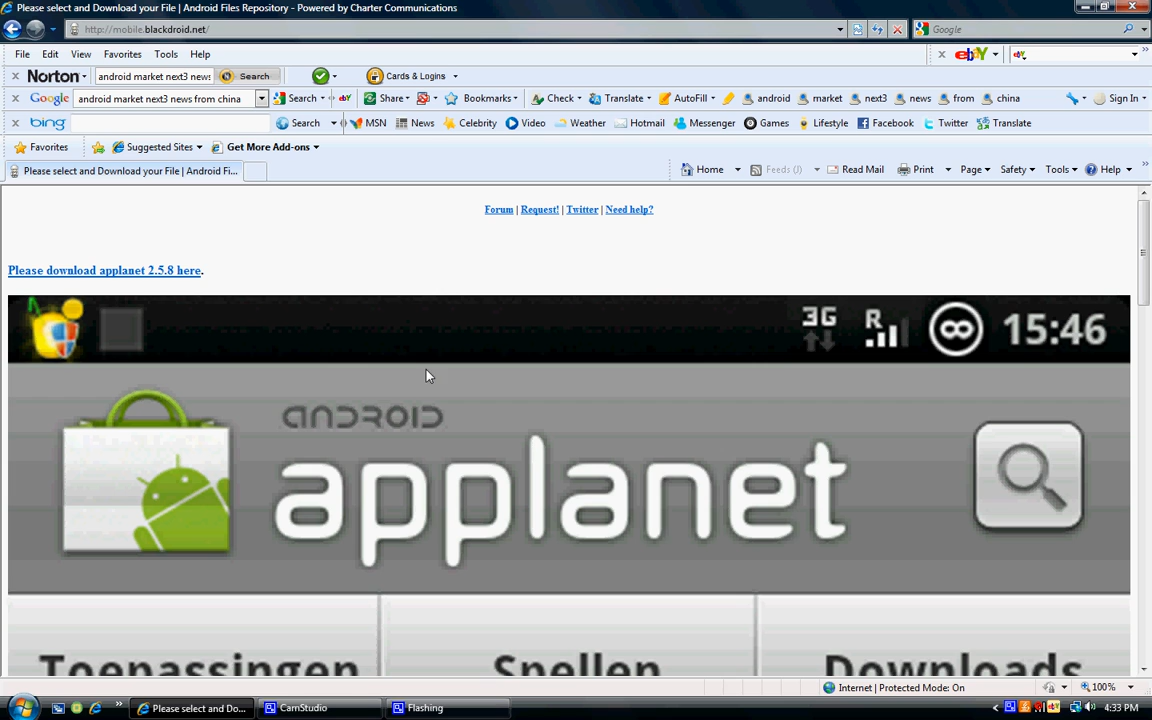 Please select and Download your File | Android Files Repository - Powered by Charter Communications
http://mobile.blackdroid.net/
Google
File Edit View Favorites Tools Help
ebY
Norton android market next3 news Search Cards & Logins
Google android market next3 news from china Search Share Bookmarks Check Translate AutoFill android market next3 news from china Sign In
bing Search MSN News Celebrity Video Weather Hotmail Messenger Games Lifestyle Facebook Twitter Translate
Favorites Suggested Sites Get More Add-ons
Please select and Download your File | Android Fi... Home Feeds (J) Read Mail Print Page Safety Tools Help
Forum | Request! | Twitter | Need help?
Please download applanet 2.5.8 here.
3G R 15:46
ANDROID
applanet
Toepassingen Spellen Downloads
Internet | Protected Mode: On 100%
Please select and Do... CamStudio Flashing 4:33 PM